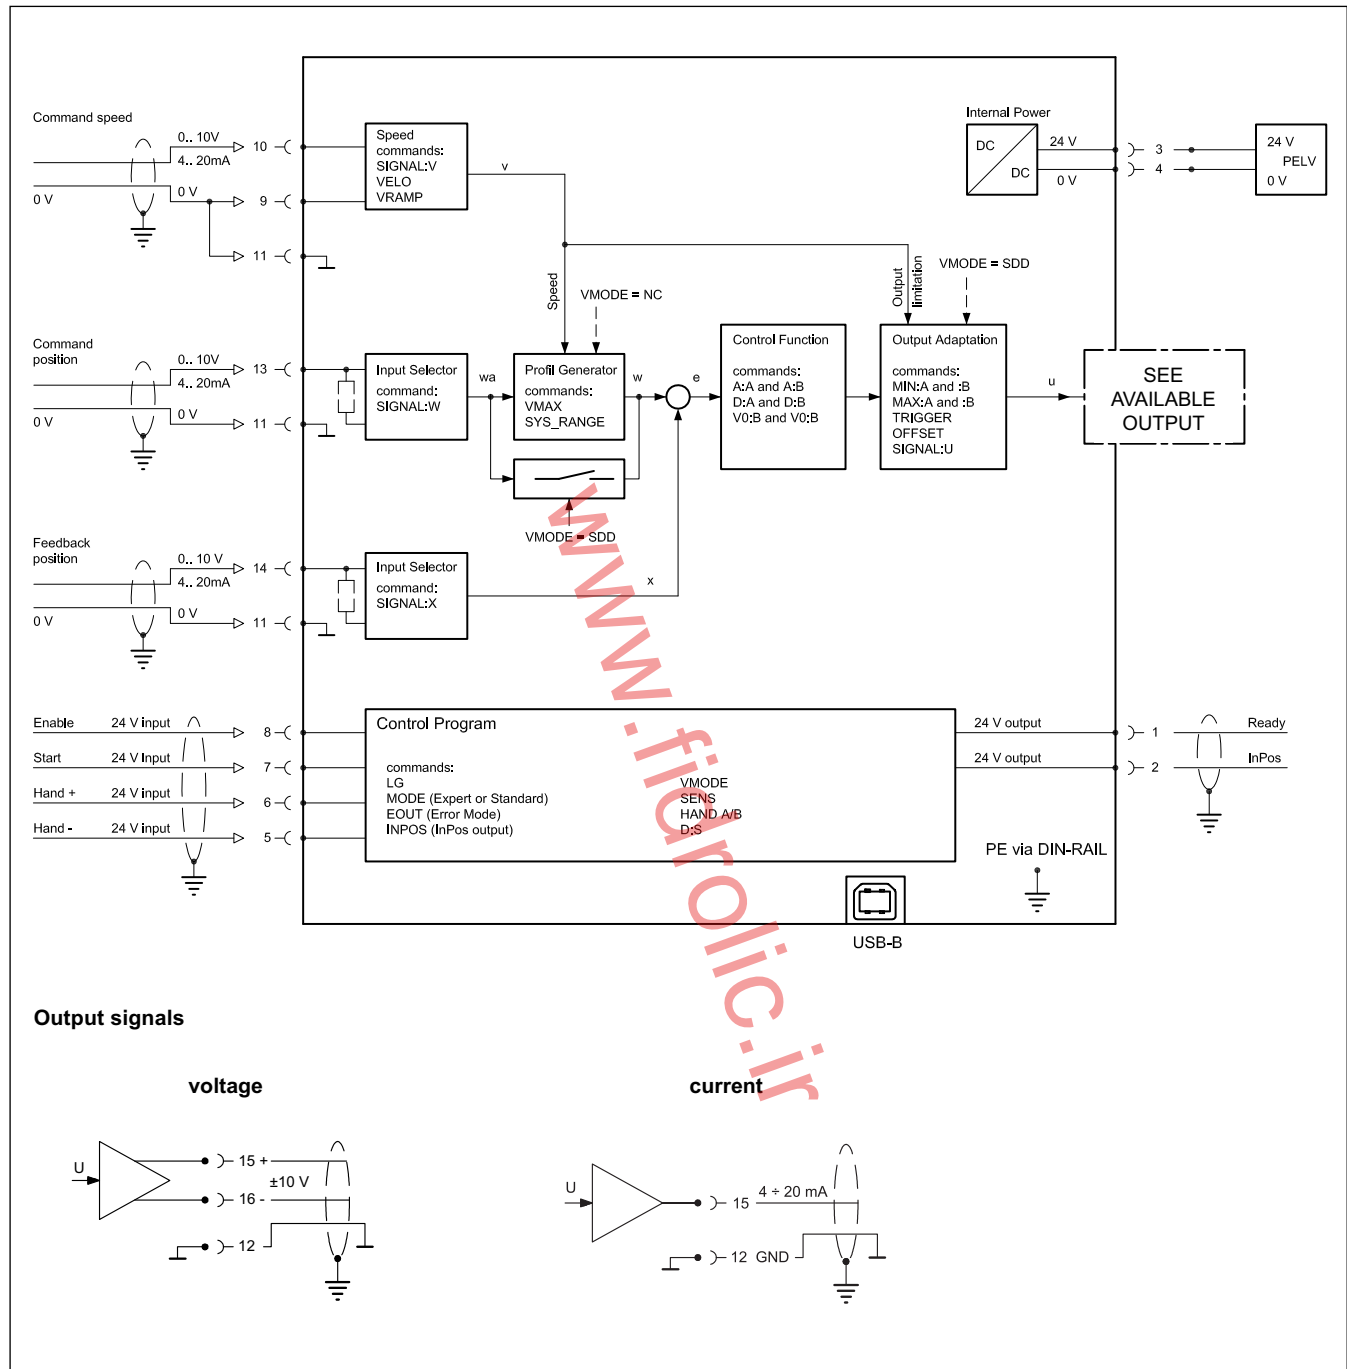 Command speed
0.. 10V
4.. 20mA
0 V
0 V
10
9
11
Speed
commands:
SIGNAL:V
VELO
VRAMP
v
Internal Power
DC
DC
24 V
0 V
3
4
24 V
PELV
0 V
Speed
Output
limitation
VMODE = NC
VMODE = SDD
Command
position
0.. 10V
4.. 20mA
0 V
0 V
13
11
Input Selector
command:
SIGNAL:W
wa
Profil Generator
commands:
VMAX
SYS_RANGE
w
e
Control Function
commands:
A:A and A:B
D:A and D:B
V0:B and V0:B
Output Adaptation
commands:
MIN:A and :B
MAX:A and :B
TRIGGER
OFFSET
SIGNAL:U
u
SEE
AVAILABLE
OUTPUT
VMODE = SDD
Feedback
position
0.. 10 V
4.. 20mA
0 V
0 V
14
11
Input Selector
command:
SIGNAL:X
x
Enable 24 V input 8
Start 24 V Input 7
Hand + 24 V input 6
Hand - 24 V input 5
Control Program
commands:
LG
MODE (Expert or Standard)
EOUT (Error Mode)
INPOS (InPos output)
VMODE
SENS
HAND A/B
D:S
24 V output 1 Ready
24 V output 2 InPos
PE via DIN-RAIL
USB-B
www.fidrolic.ir
Output signals
voltage
U
15 +
±10 V
16 -
12
current
U
15 4 ÷ 20 mA
12 GND